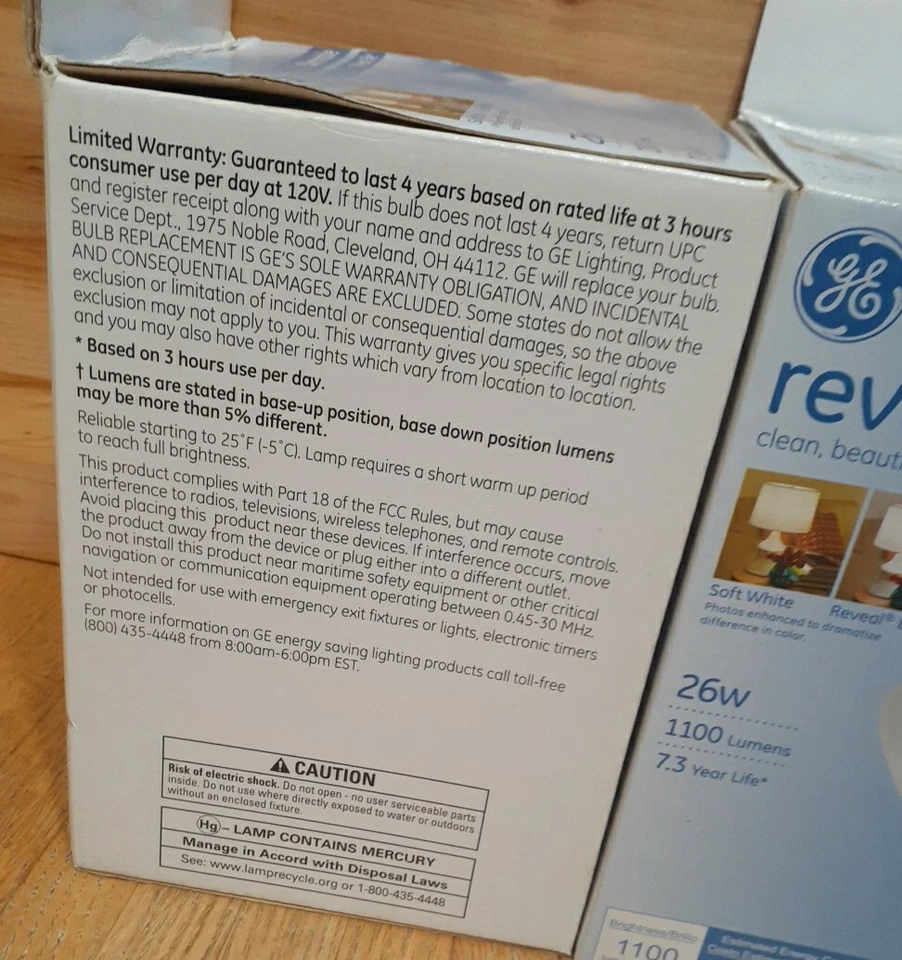 Limited Warranty: Guaranteed to last 4 years based on rated life at 3 hours
consumer use per day at 120V. If this bulb does not last 4 years, return UPC
and register receipt along with your name and address to GE Lighting, Product
Service Dept., 1975 Noble Road, Cleveland, OH 44112. GE will replace your bulb.
BULB REPLACEMENT IS GE'S SOLE WARRANTY OBLIGATION, AND INCIDENTAL
AND CONSEQUENTIAL DAMAGES ARE EXCLUDED. Some states do not allow the
exclusion or limitation of incidental or consequential damages, so the above
exclusion may not apply to you. This warranty gives you specific legal rights
and you may also have other rights which vary from location to location.
* Based on 3 hours use per day.
† Lumens are stated in base-up position, base down position lumens
may be more than 5% different.
Reliable starting to 25°F (-5°C). Lamp requires a short warm up period
to reach full brightness.
This product complies with Part 18 of the FCC Rules, but may cause
interference to radios, televisions, wireless telephones, and remote controls.
Avoid placing this product near these devices. If interference occurs, move
the product away from the device or plug either into a different outlet.
Do not install this product near maritime safety equipment or other critical
navigation or communication equipment operating between 0.45-30 MHz.
Not intended for use with emergency exit fixtures or lights, electronic timers
or photocells.
For more information on GE energy saving lighting products call toll-free
(800) 435-4448 from 8:00am-6:00pm EST.
CAUTION
Risk of electric shock. Do not open - no user serviceable parts
inside. Do not use where directly exposed to water or outdoors
without an enclosed fixture.
Hg - LAMP CONTAINS MERCURY
Manage in Accord with Disposal Laws
See: www.lamprecycle.org or 1-800-435-4448
GE
rev
clean, beaut
Soft White
Reveal®
Photos enhanced to dramatize
difference in color.
26w
1100 Lumens
7.3 Year Life*
Brightness/Brillo
1100
Estimated Energy